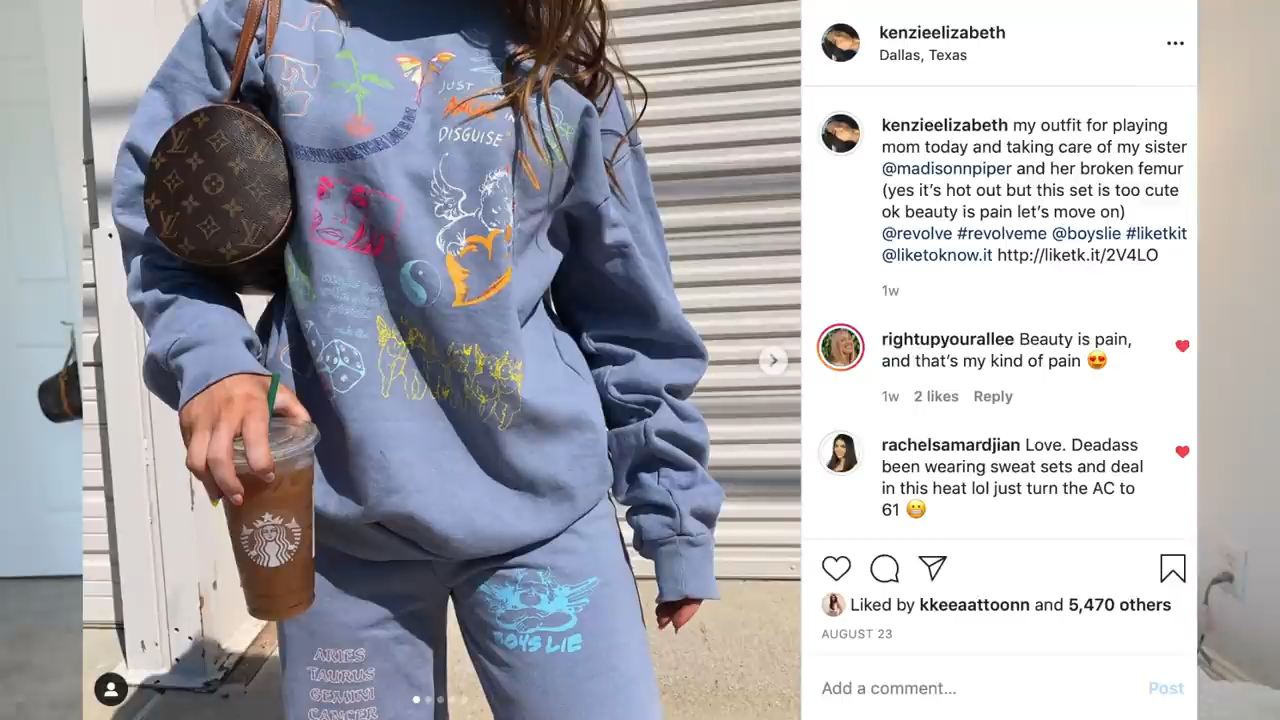 JUST
ANGEL IN
DISGUISE"
BOYS LIE
ARIES
TAURUS
GEMINI
CANCER
kenzieelizabeth
Dallas, Texas
kenzieelizabeth my outfit for playing
mom today and taking care of my sister
@madisonnpiper and her broken femur
(yes it's hot out but this set is too cute
ok beauty is pain let's move on)
@revolve #revolveme @boyslie #liketkit
@liketoknow.it http://liketk.it/2V4LO
1w
rightupyourallee Beauty is pain,
and that's my kind of pain 😍
1w 2 likes Reply
rachelsamardjian Love. Deadass
been wearing sweat sets and deal
in this heat lol just turn the AC to
61 😬
Liked by kkeeaattoonn and 5,470 others
AUGUST 23
Add a comment... Post